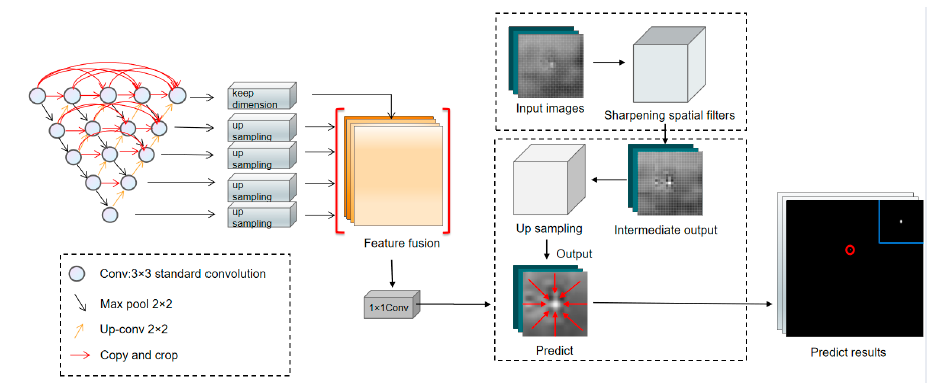 keep
dimension
up
sampling
up
sampling
up
sampling
up
sampling
Feature fusion
1×1Conv
Conv:3×3 standard convolution
Max pool 2×2
Up-conv 2×2
Copy and crop
Input images
Sharpening spatial filters
Up sampling
Intermediate output
Output
Predict
Predict results